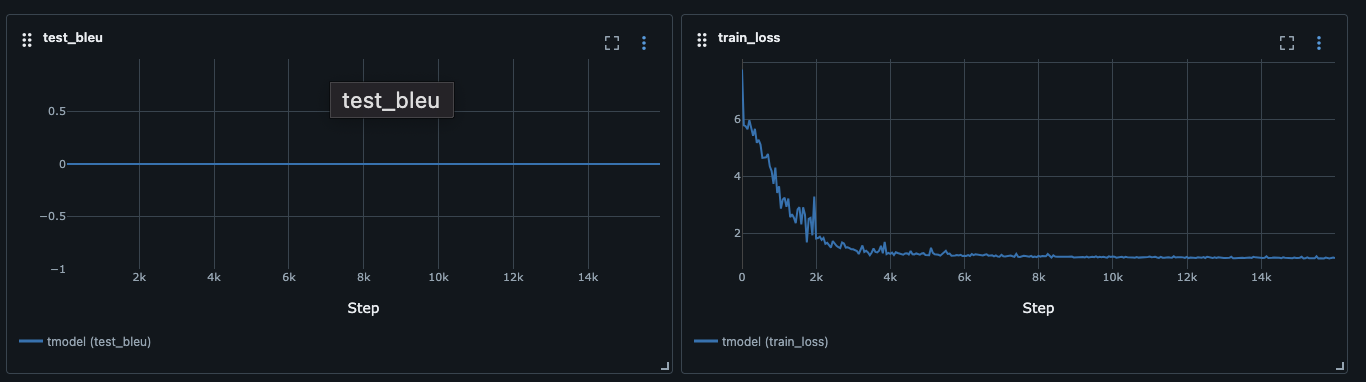 test_bleu
test_bleu
0.5
0
−0.5
−1
2k 4k 6k 8k 10k 12k 14k
Step
tmodel (test_bleu)
train_loss
6
4
2
0 2k 4k 6k 8k 10k 12k 14k
Step
tmodel (train_loss)